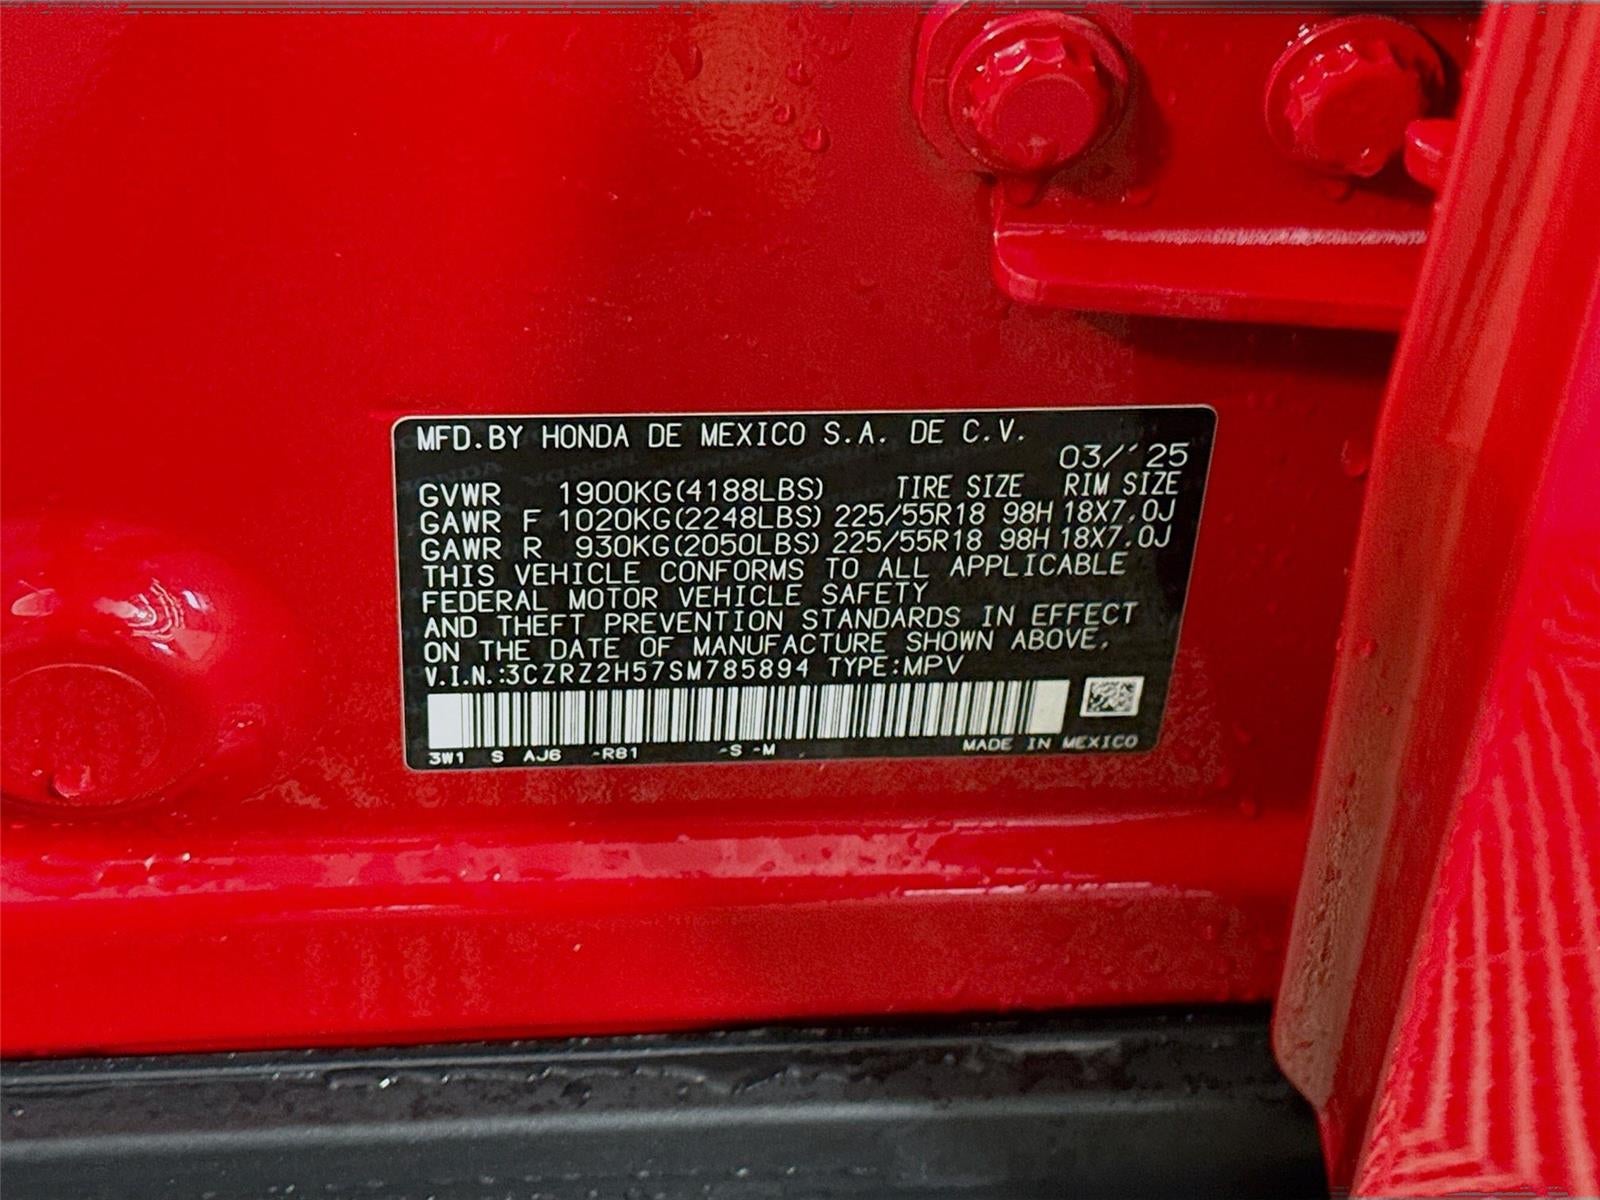 MFD.BY HONDA DE MEXICO S.A. DE C.V.
03/'25
GVWR 1900KG(4188LBS) TIRE SIZE RIM SIZE
GAWR F 1020KG(2248LBS) 225/55R18 98H 18X7.0J
GAWR R 930KG(2050LBS) 225/55R18 98H 18X7.0J
THIS VEHICLE CONFORMS TO ALL APPLICABLE
FEDERAL MOTOR VEHICLE SAFETY
AND THEFT PREVENTION STANDARDS IN EFFECT
ON THE DATE OF MANUFACTURE SHOWN ABOVE.
V.I.N.:3CZRZ2H57SM785894 TYPE:MPV
3W1 S AJ6 -R81 -S -M MADE IN MEXICO